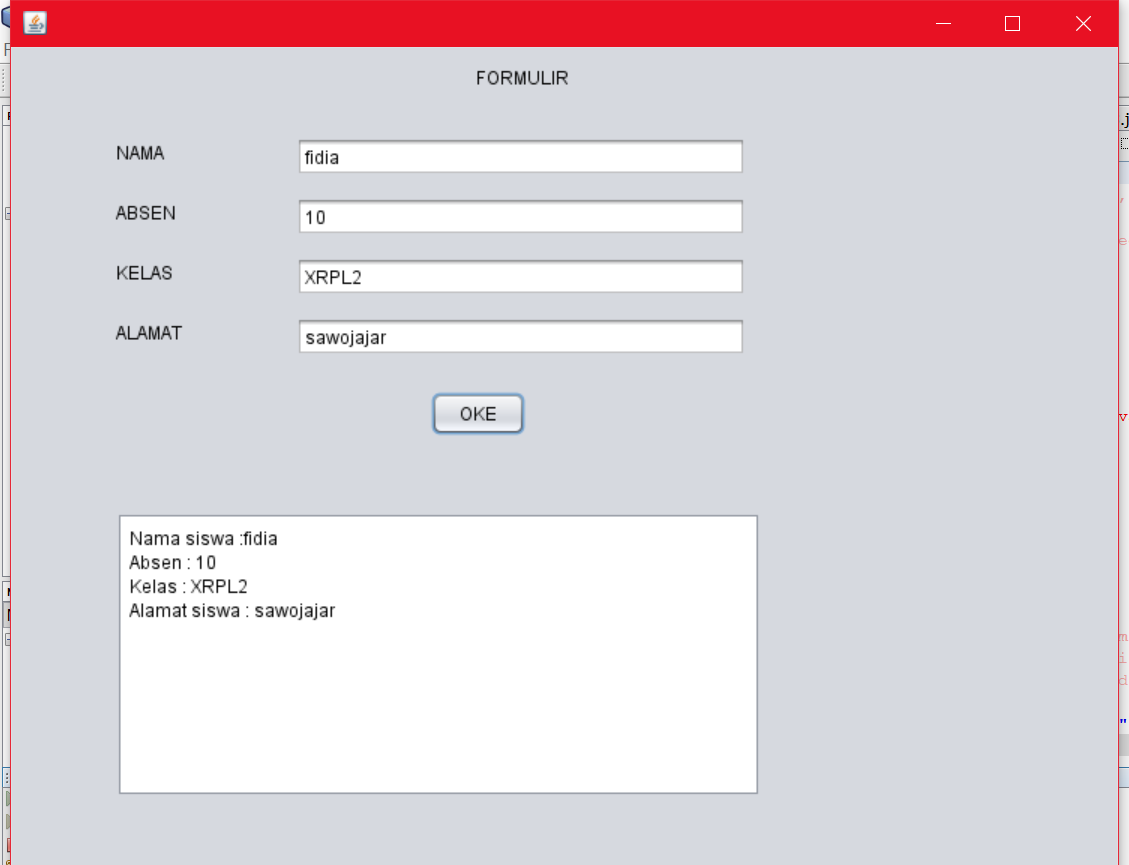 FORMULIR
NAMA
fidia
ABSEN
10
KELAS
XRPL2
ALAMAT
sawojajar
OKE
Nama siswa :fidia
Absen : 10
Kelas : XRPL2
Alamat siswa : sawojajar